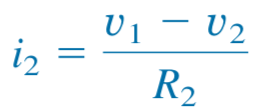 i₂ = (v₁ − v₂) / R₂